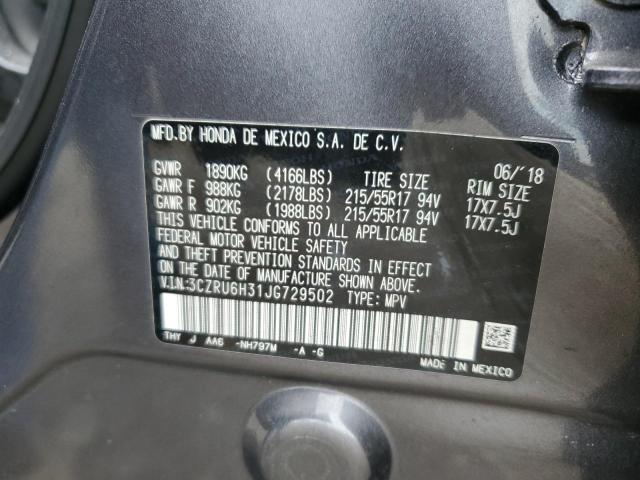 MFD.BY HONDA DE MEXICO S.A. DE C.V.
06/'18
GVWR 1890KG (4166LBS) TIRE SIZE RIM SIZE
GAWR F 988KG (2178LBS) 215/55R17 94V 17X7.5J
GAWR R 902KG (1988LBS) 215/55R17 94V 17X7.5J
THIS VEHICLE CONFORMS TO ALL APPLICABLE
FEDERAL MOTOR VEHICLE SAFETY
AND THEFT PREVENTION STANDARDS IN EFFECT
ON THE DATE OF MANUFACTURE SHOWN ABOVE.
V.I.N:3CZRU6H31JG729502 TYPE: MPV
THY J AA6 -NH797M -A -G
MADE IN MEXICO